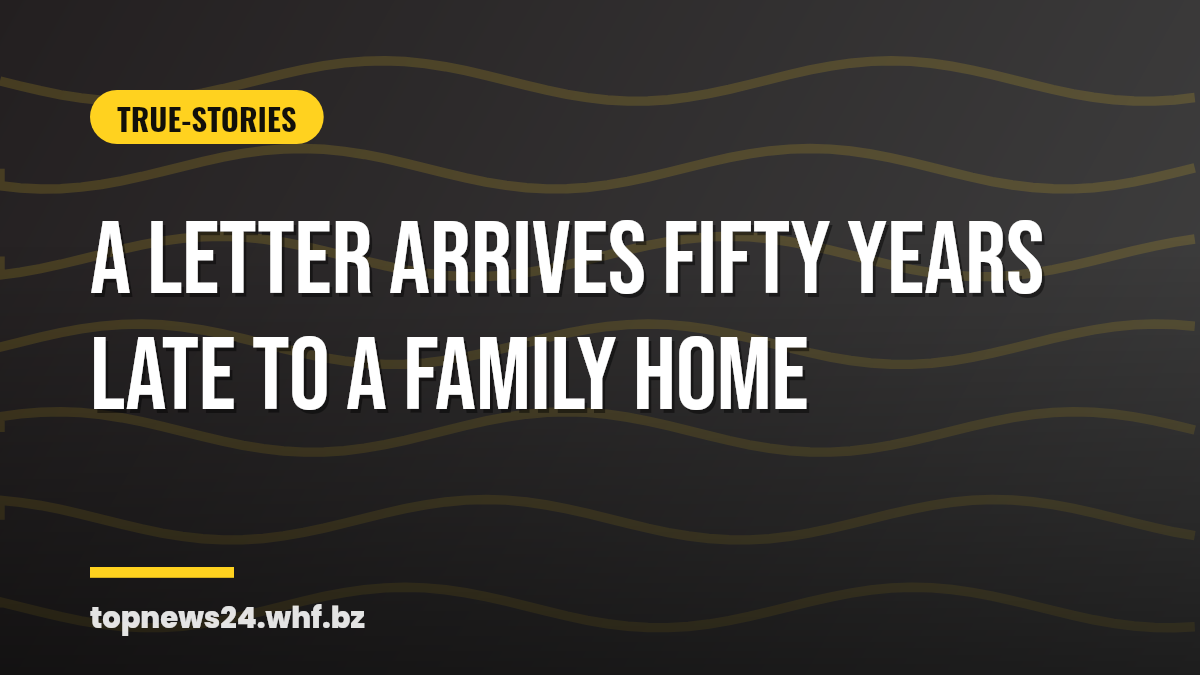 TRUE-STORIES
A LETTER ARRIVES FIFTY YEARS
LATE TO A FAMILY HOME
topnews24.whf.bz